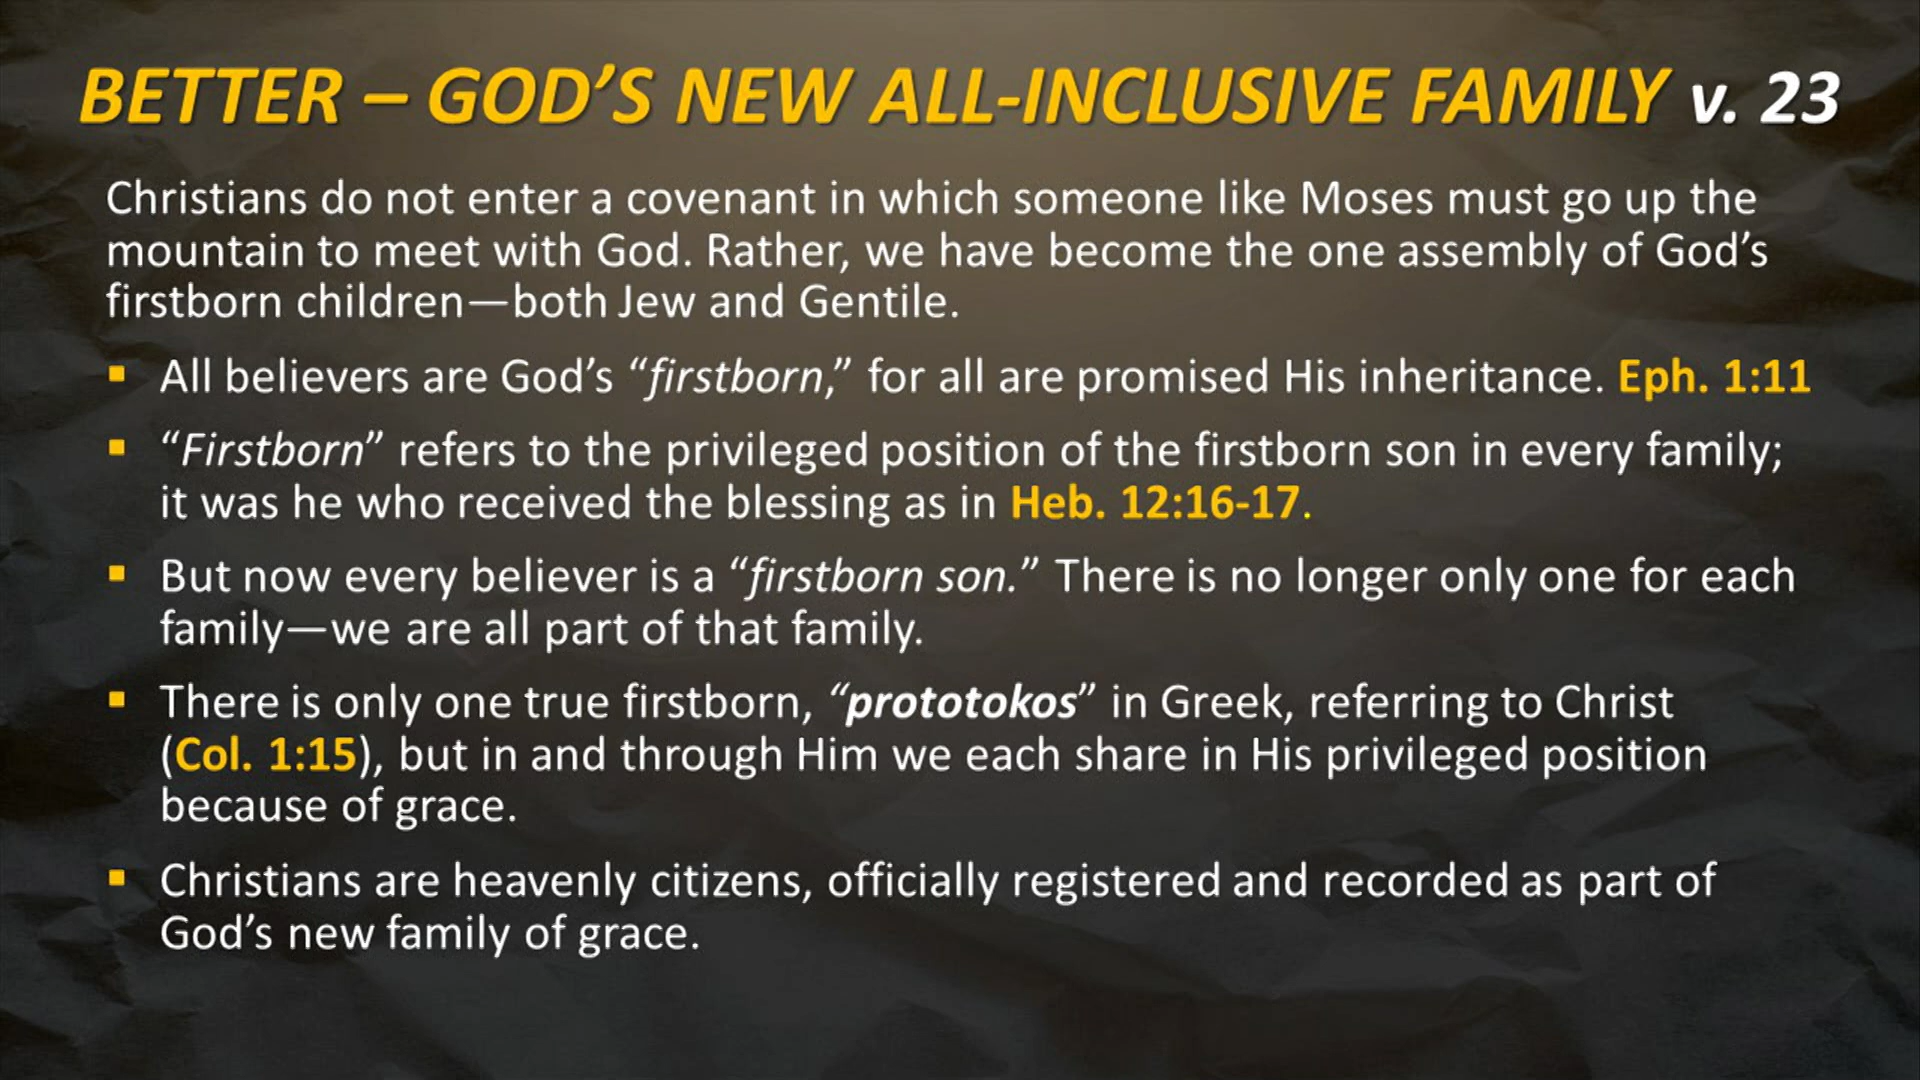 BETTER – GOD’S NEW ALL-INCLUSIVE FAMILY v. 23
Christians do not enter a covenant in which someone like Moses must go up the
mountain to meet with God. Rather, we have become the one assembly of God’s
firstborn children—both Jew and Gentile.
▪ All believers are God’s “firstborn,” for all are promised His inheritance. Eph. 1:11
▪ “Firstborn” refers to the privileged position of the firstborn son in every family;
it was he who received the blessing as in Heb. 12:16-17.
▪ But now every believer is a “firstborn son.” There is no longer only one for each
family—we are all part of that family.
▪ There is only one true firstborn, “prototokos” in Greek, referring to Christ
(Col. 1:15), but in and through Him we each share in His privileged position
because of grace.
▪ Christians are heavenly citizens, officially registered and recorded as part of
God’s new family of grace.